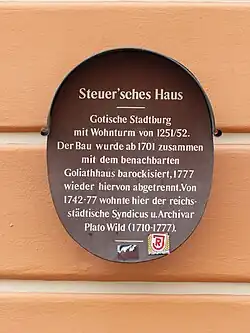 Steuer'sches Haus
Gotische Stadtburg
mit Wohnturm von 1251/52.
Der Bau wurde ab 1701 zusammen
mit dem benachbarten
Goliathhaus barockisiert, 1777
wieder hiervon abgetrennt. Von
1742-77 wohnte hier der reichs-
städtische Syndicus u. Archivar
Plato Wild (1710-1777).